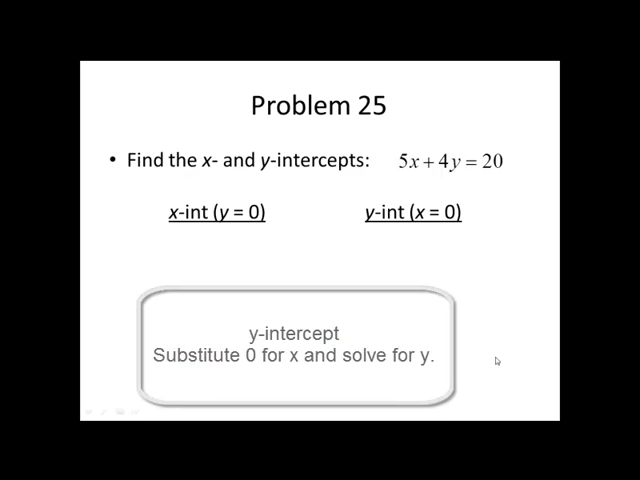 Problem 25
• Find the x- and y-intercepts: 5x + 4y = 20
x-int (y = 0) y-int (x = 0)
y-intercept
Substitute 0 for x and solve for y.